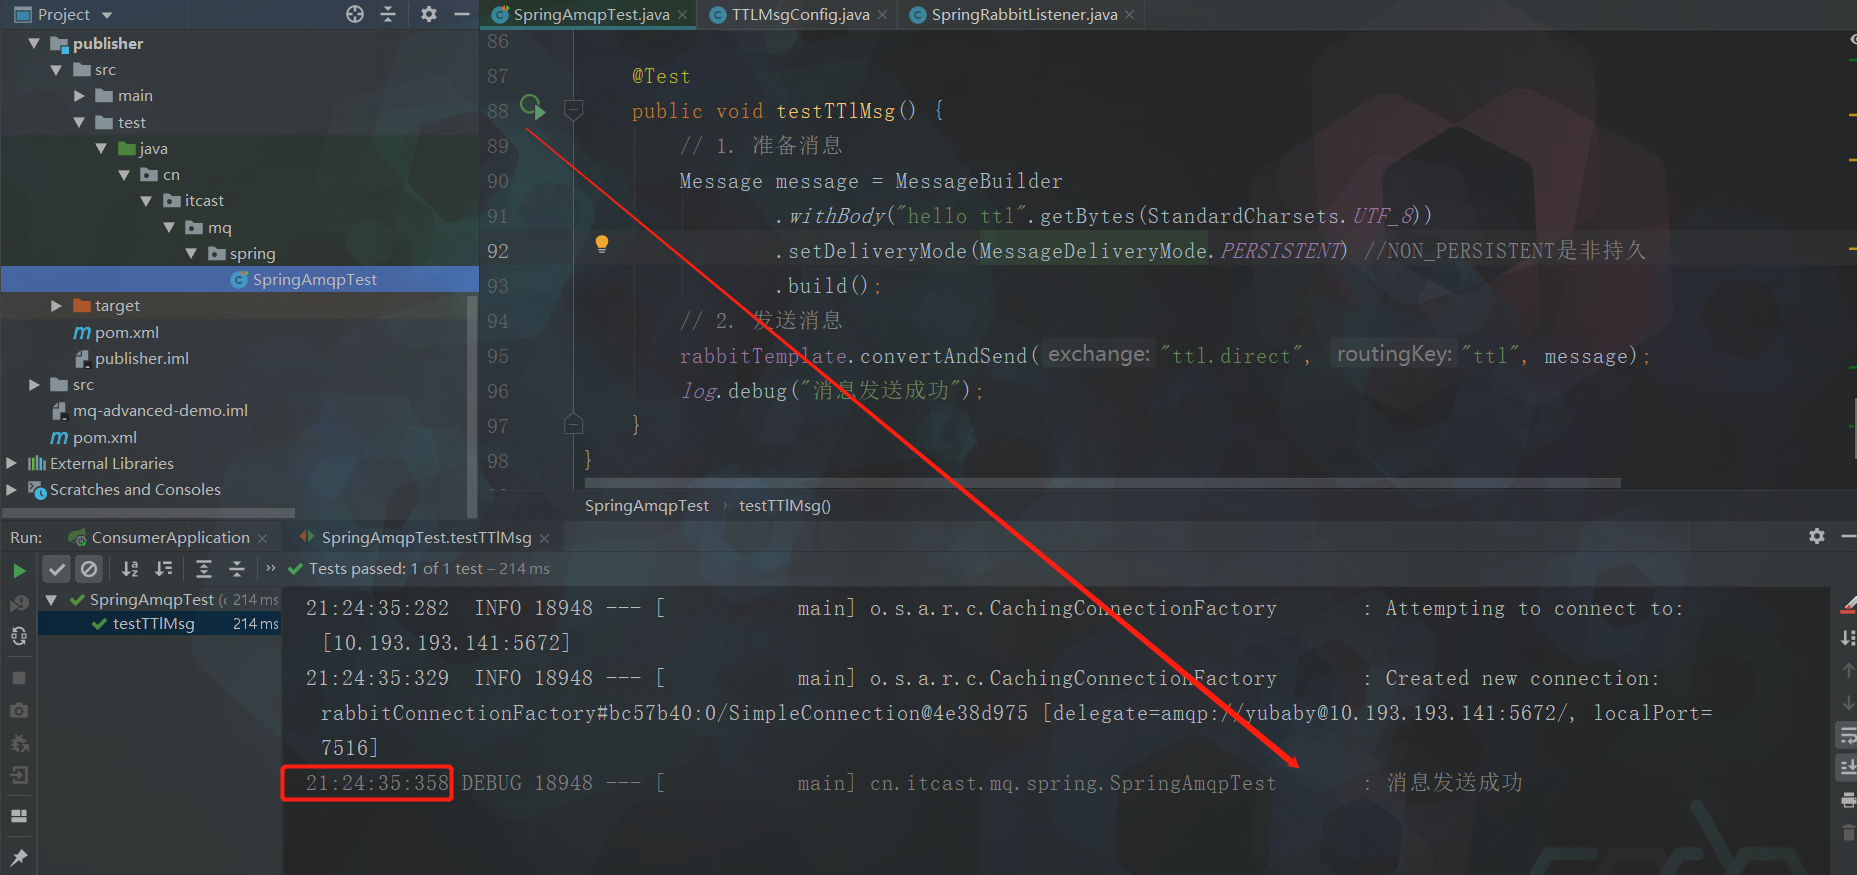 Project
SpringAmqpTest.java
TTLMsgConfig.java
SpringRabbitListener.java
publisher
src
main
test
java
cn
itcast
mq
spring
SpringAmqpTest
target
pom.xml
publisher.iml
src
mq-advanced-demo.iml
pom.xml
External Libraries
Scratches and Consoles
86
87 @Test
88 public void testTTlMsg() {
89 // 1. 准备消息
90 Message message = MessageBuilder
91 .withBody("hello ttl".getBytes(StandardCharsets.UTF_8))
92 .setDeliveryMode(MessageDeliveryMode.PERSISTENT) //NON_PERSISTENT是非持久
93 .build();
94 // 2. 发送消息
95 rabbitTemplate.convertAndSend( exchange: "ttl.direct", routingKey: "ttl", message);
96 log.debug("消息发送成功");
97 }
98 }
SpringAmqpTest › testTTlMsg()
Run: ConsumerApplication SpringAmqpTest.testTTlMsg
» Tests passed: 1 of 1 test – 214 ms
SpringAmqpTest (c 214 ms
testTTlMsg 214 ms
21:24:35:282 INFO 18948 --- [ main] o.s.a.r.c.CachingConnectionFactory : Attempting to connect to:
[10.193.193.141:5672]
21:24:35:329 INFO 18948 --- [ main] o.s.a.r.c.CachingConnectionFactory : Created new connection:
rabbitConnectionFactory#bc57b40:0/SimpleConnection@4e38d975 [delegate=amqp://yubaby@10.193.193.141:5672/, localPort=
7516]
21:24:35:358 DEBUG 18948 --- [ main] cn.itcast.mq.spring.SpringAmqpTest : 消息发送成功